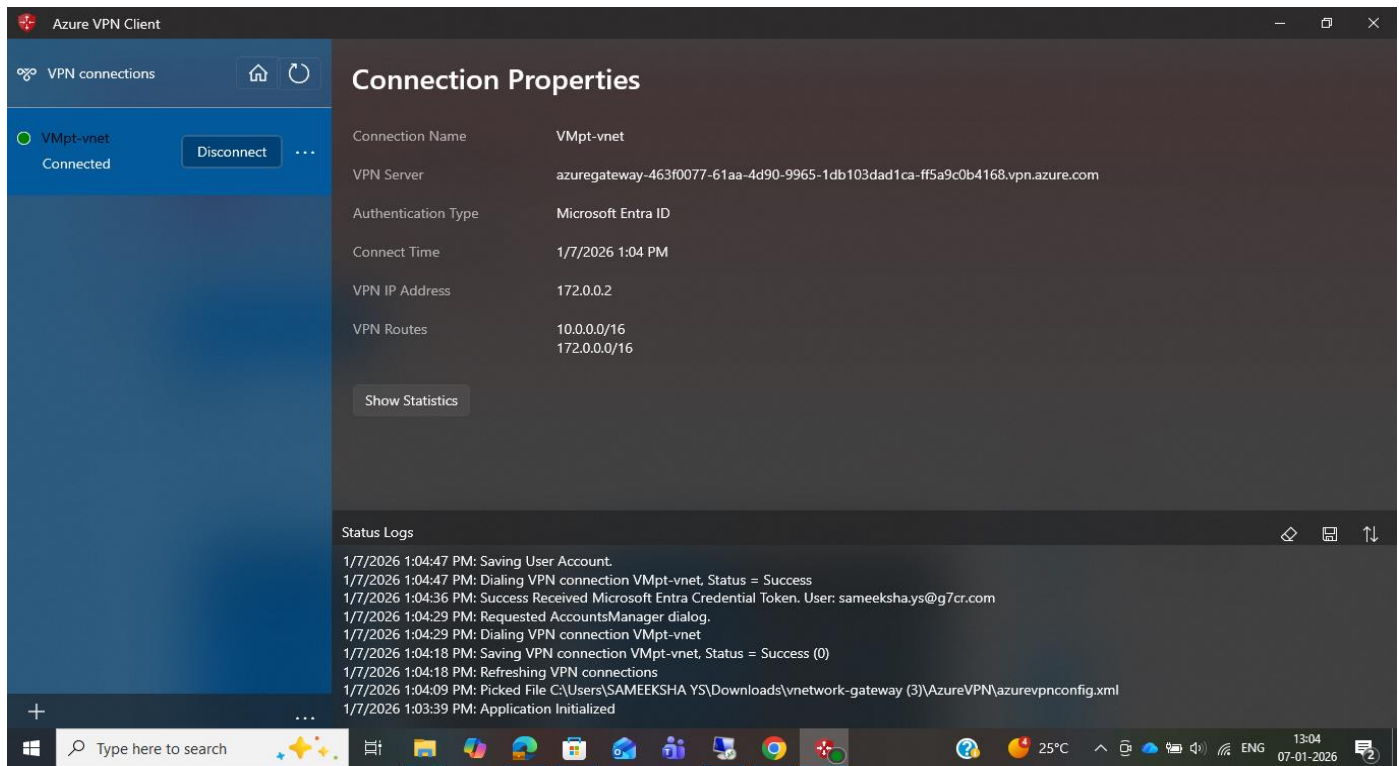 Azure VPN Client
VPN connections
VMpt-vnet
Connected
Disconnect
Connection Properties
Connection Name VMpt-vnet
VPN Server azuregateway-463f0077-61aa-4d90-9965-1db103dad1ca-ff5a9c0b4168.vpn.azure.com
Authentication Type Microsoft Entra ID
Connect Time 1/7/2026 1:04 PM
VPN IP Address 172.0.0.2
VPN Routes 10.0.0.0/16
172.0.0.0/16
Show Statistics
Status Logs
1/7/2026 1:04:47 PM: Saving User Account.
1/7/2026 1:04:47 PM: Dialing VPN connection VMpt-vnet, Status = Success
1/7/2026 1:04:36 PM: Success Received Microsoft Entra Credential Token. User: sameeksha.ys@g7cr.com
1/7/2026 1:04:29 PM: Requested AccountsManager dialog.
1/7/2026 1:04:29 PM: Dialing VPN connection VMpt-vnet
1/7/2026 1:04:18 PM: Saving VPN connection VMpt-vnet, Status = Success (0)
1/7/2026 1:04:18 PM: Refreshing VPN connections
1/7/2026 1:04:09 PM: Picked File C:\Users\SAMEEKSHA YS\Downloads\vnetwork-gateway (3)\AzureVPN\azurevpnconfig.xml
1/7/2026 1:03:39 PM: Application Initialized
Type here to search
4
25°C
ENG
13:04
07-01-2026
2